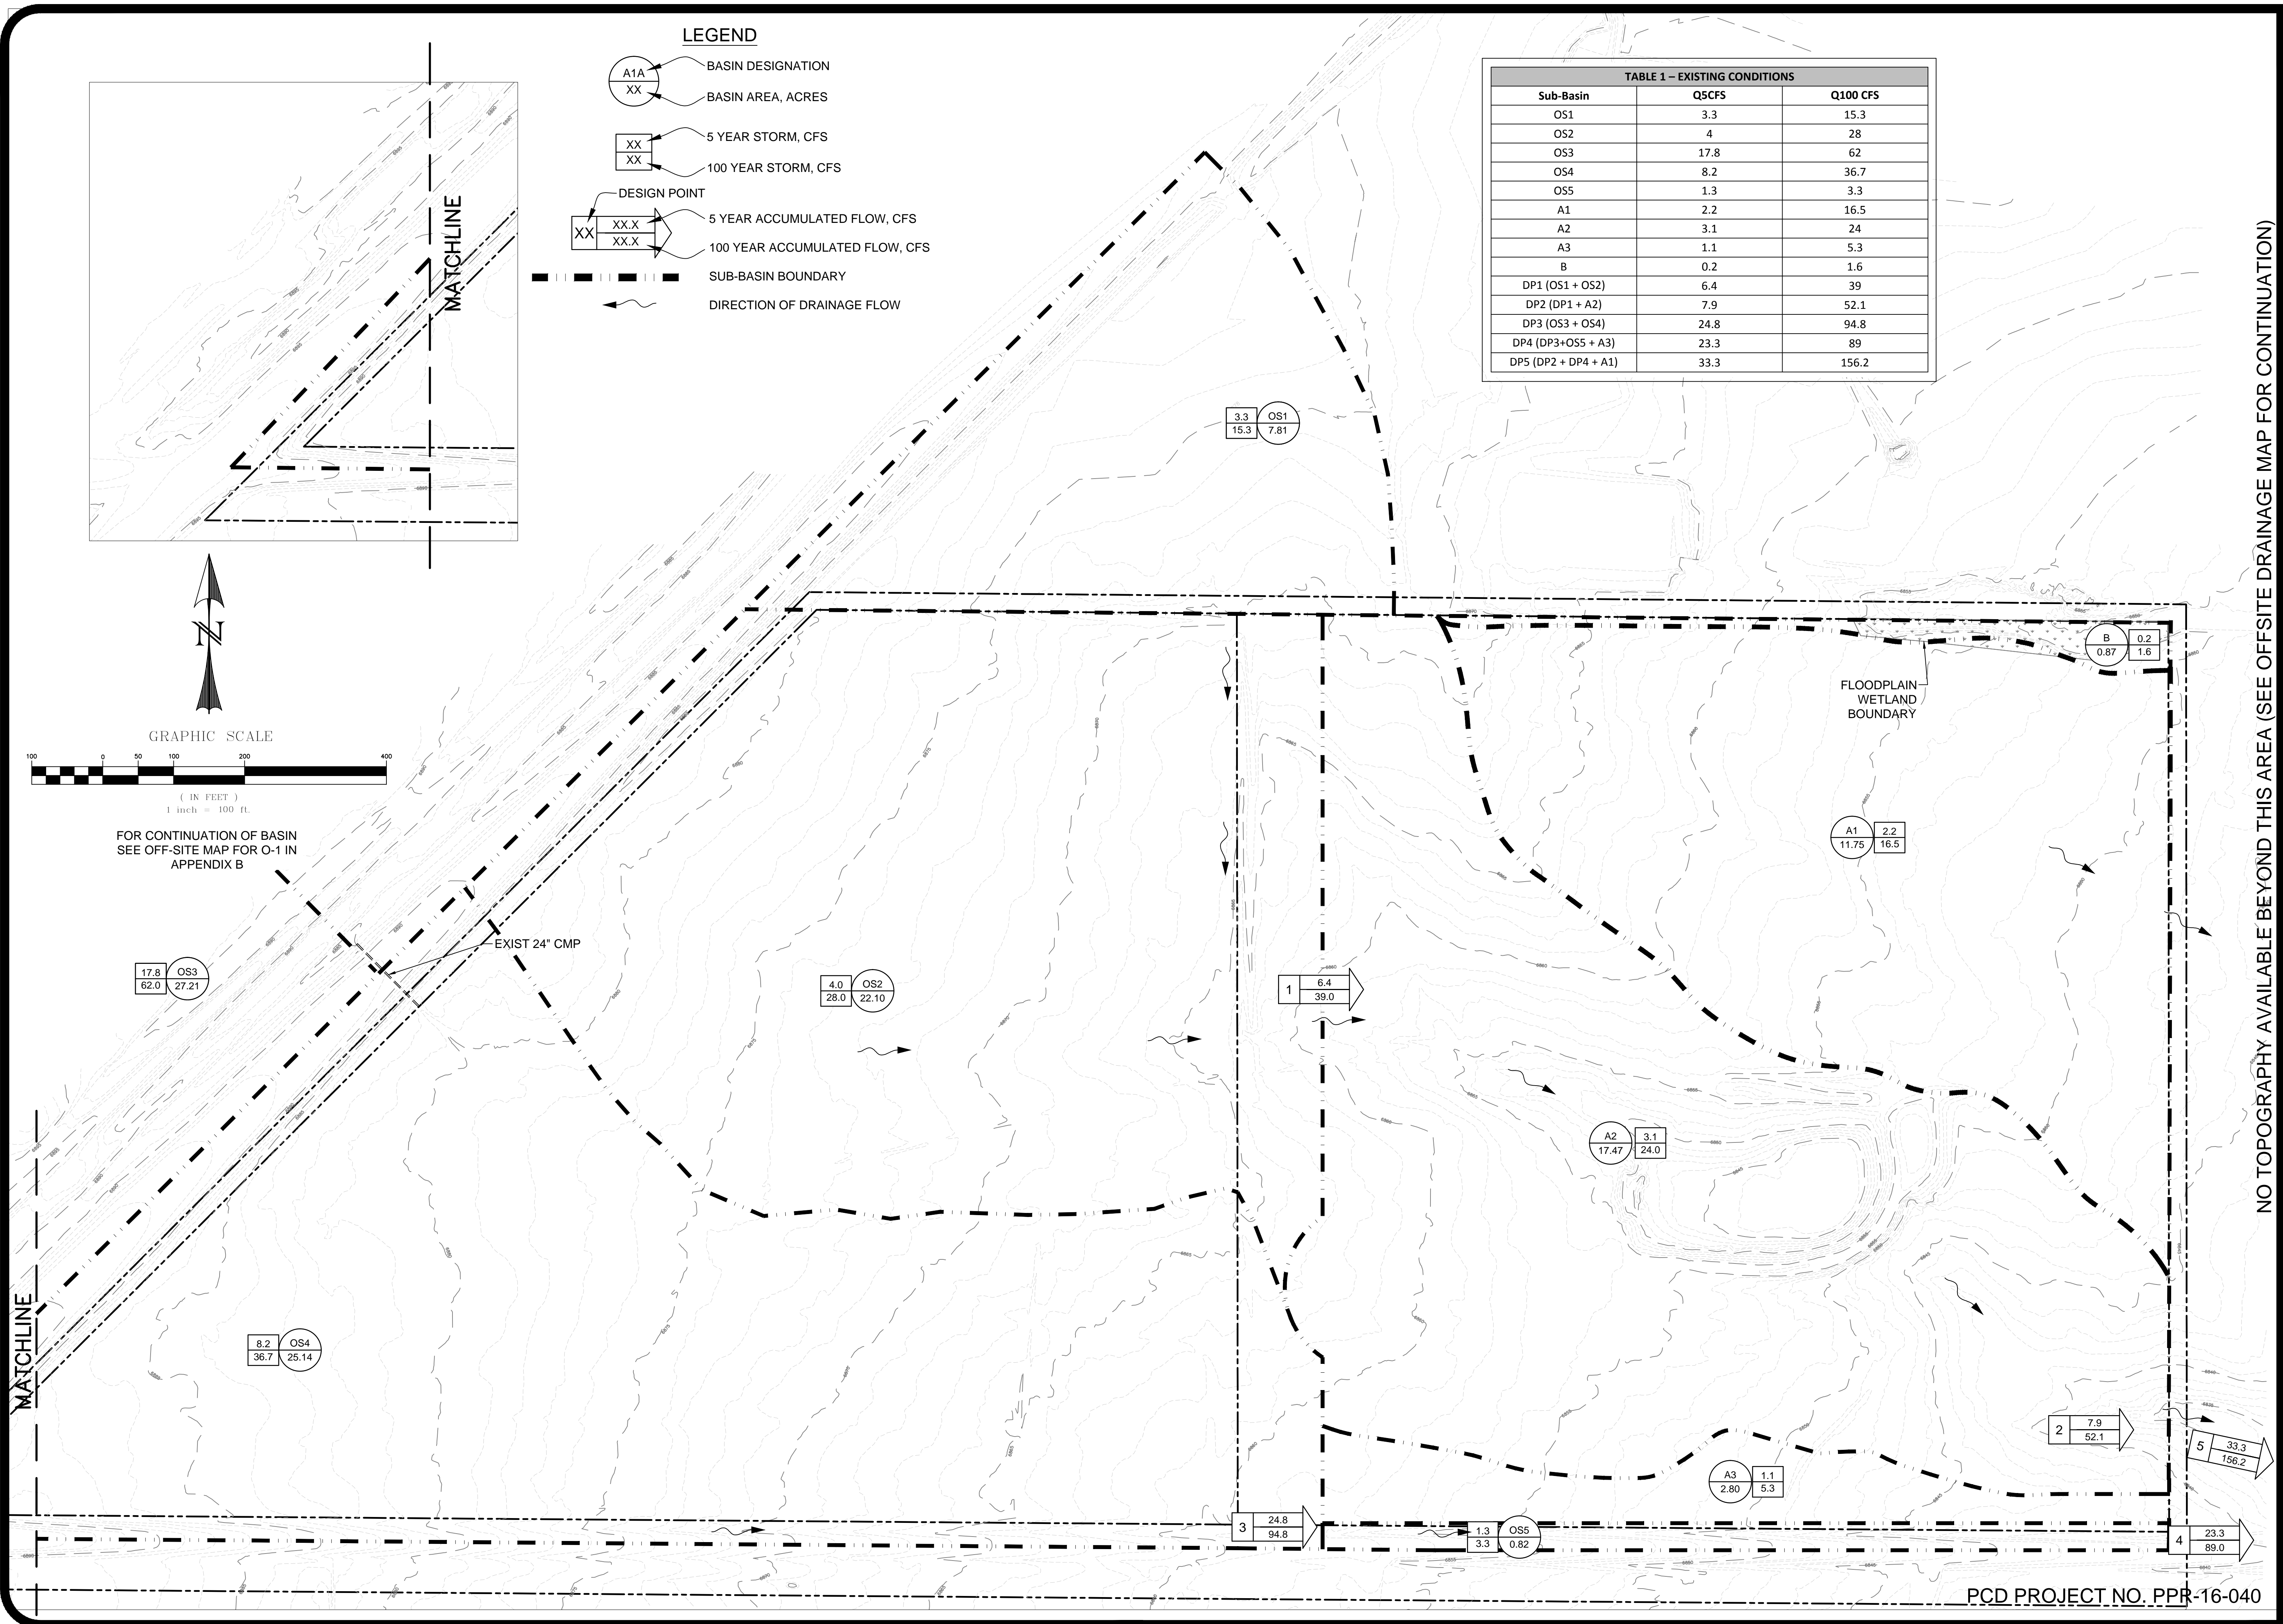 LEGEND
A1A
XX
BASIN DESIGNATION
BASIN AREA, ACRES
XX
XX
5 YEAR STORM, CFS
100 YEAR STORM, CFS
DESIGN POINT
XX
XX.X
XX.X
5 YEAR ACCUMULATED FLOW, CFS
100 YEAR ACCUMULATED FLOW, CFS
SUB-BASIN BOUNDARY
DIRECTION OF DRAINAGE FLOW
MATCHLINE
TABLE 1 – EXISTING CONDITIONS
Sub-Basin Q5CFS Q100 CFS
OS1 3.3 15.3
OS2 4 28
OS3 17.8 62
OS4 8.2 36.7
OS5 1.3 3.3
A1 2.2 16.5
A2 3.1 24
A3 1.1 5.3
B 0.2 1.6
DP1 (OS1 + OS2) 6.4 39
DP2 (DP1 + A2) 7.9 52.1
DP3 (OS3 + OS4) 24.8 94.8
DP4 (DP3+OS5 + A3) 23.3 89
DP5 (DP2 + DP4 + A1) 33.3 156.2
NO TOPOGRAPHY AVAILABLE BEYOND THIS AREA (SEE OFFSITE DRAINAGE MAP FOR CONTINUATION)
3.3 OS1
15.3 7.81
N
GRAPHIC SCALE
100 0 50 100 200 400
( IN FEET )
1 inch = 100 ft.
B 0.2
0.87 1.6
FLOODPLAIN
WETLAND
BOUNDARY
A1 2.2
11.75 16.5
FOR CONTINUATION OF BASIN
SEE OFF-SITE MAP FOR O-1 IN
APPENDIX B
EXIST 24" CMP
17.8 OS3
62.0 27.21
4.0 OS2
28.0 22.10
1
6.4
39.0
A2 3.1
17.47 24.0
MATCHLINE
8.2 OS4
36.7 25.14
2
7.9
52.1
5
33.3
156.2
A3 1.1
2.80 5.3
3
24.8
94.8
1.3 OS5
3.3 0.82
4
23.3
89.0
PCD PROJECT NO. PPR-16-040